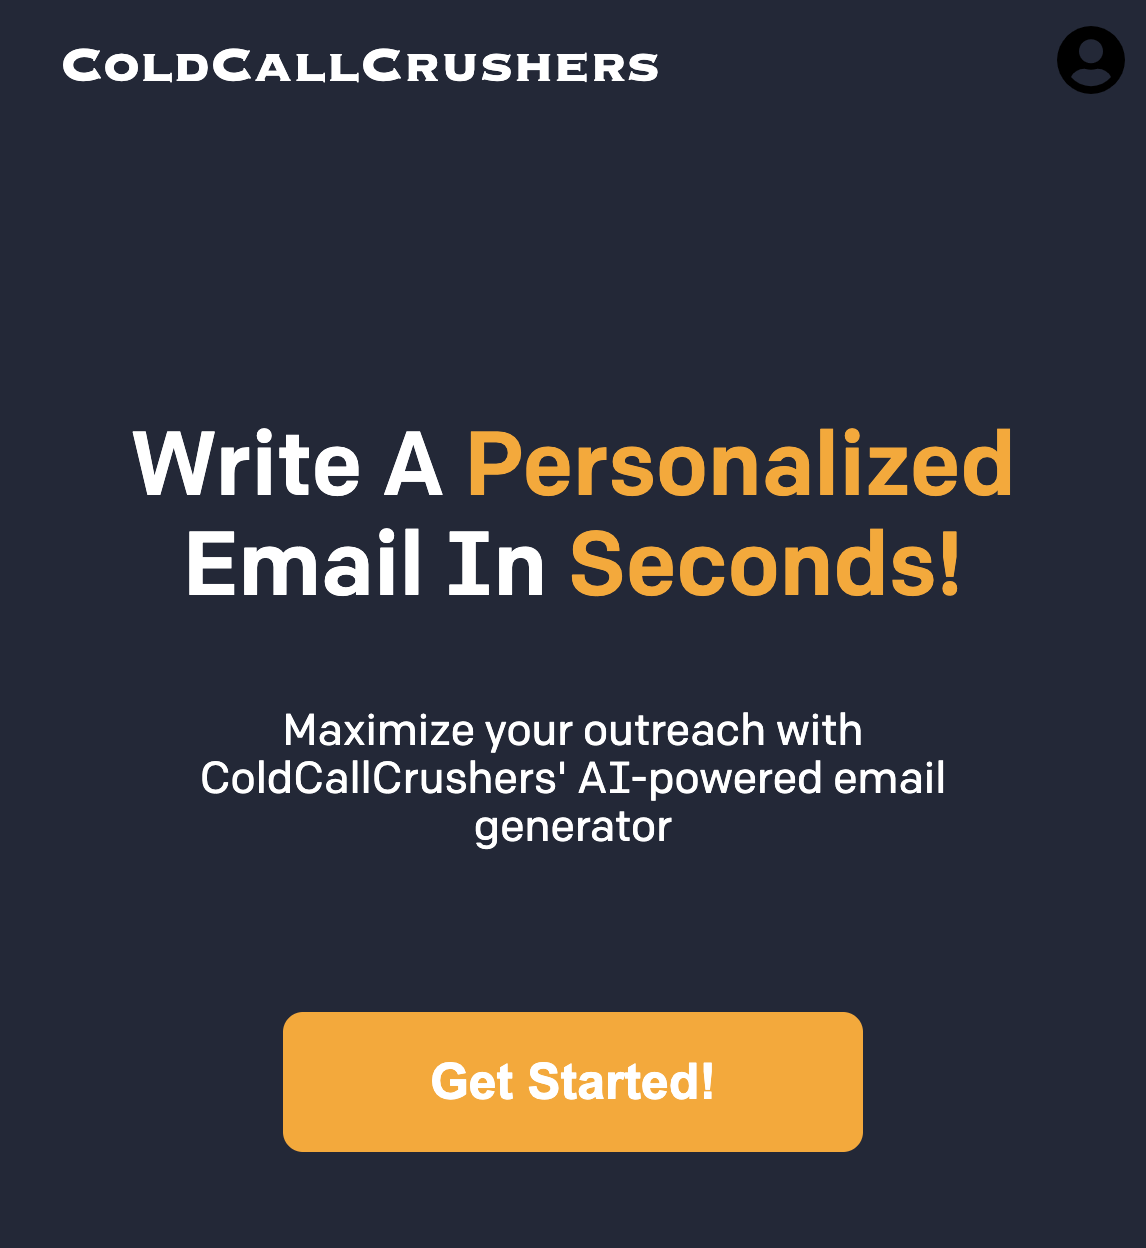 ColdCallCrushers
Write A Personalized
Email In Seconds!
Maximize your outreach with
ColdCallCrushers' AI-powered email
generator
Get Started!